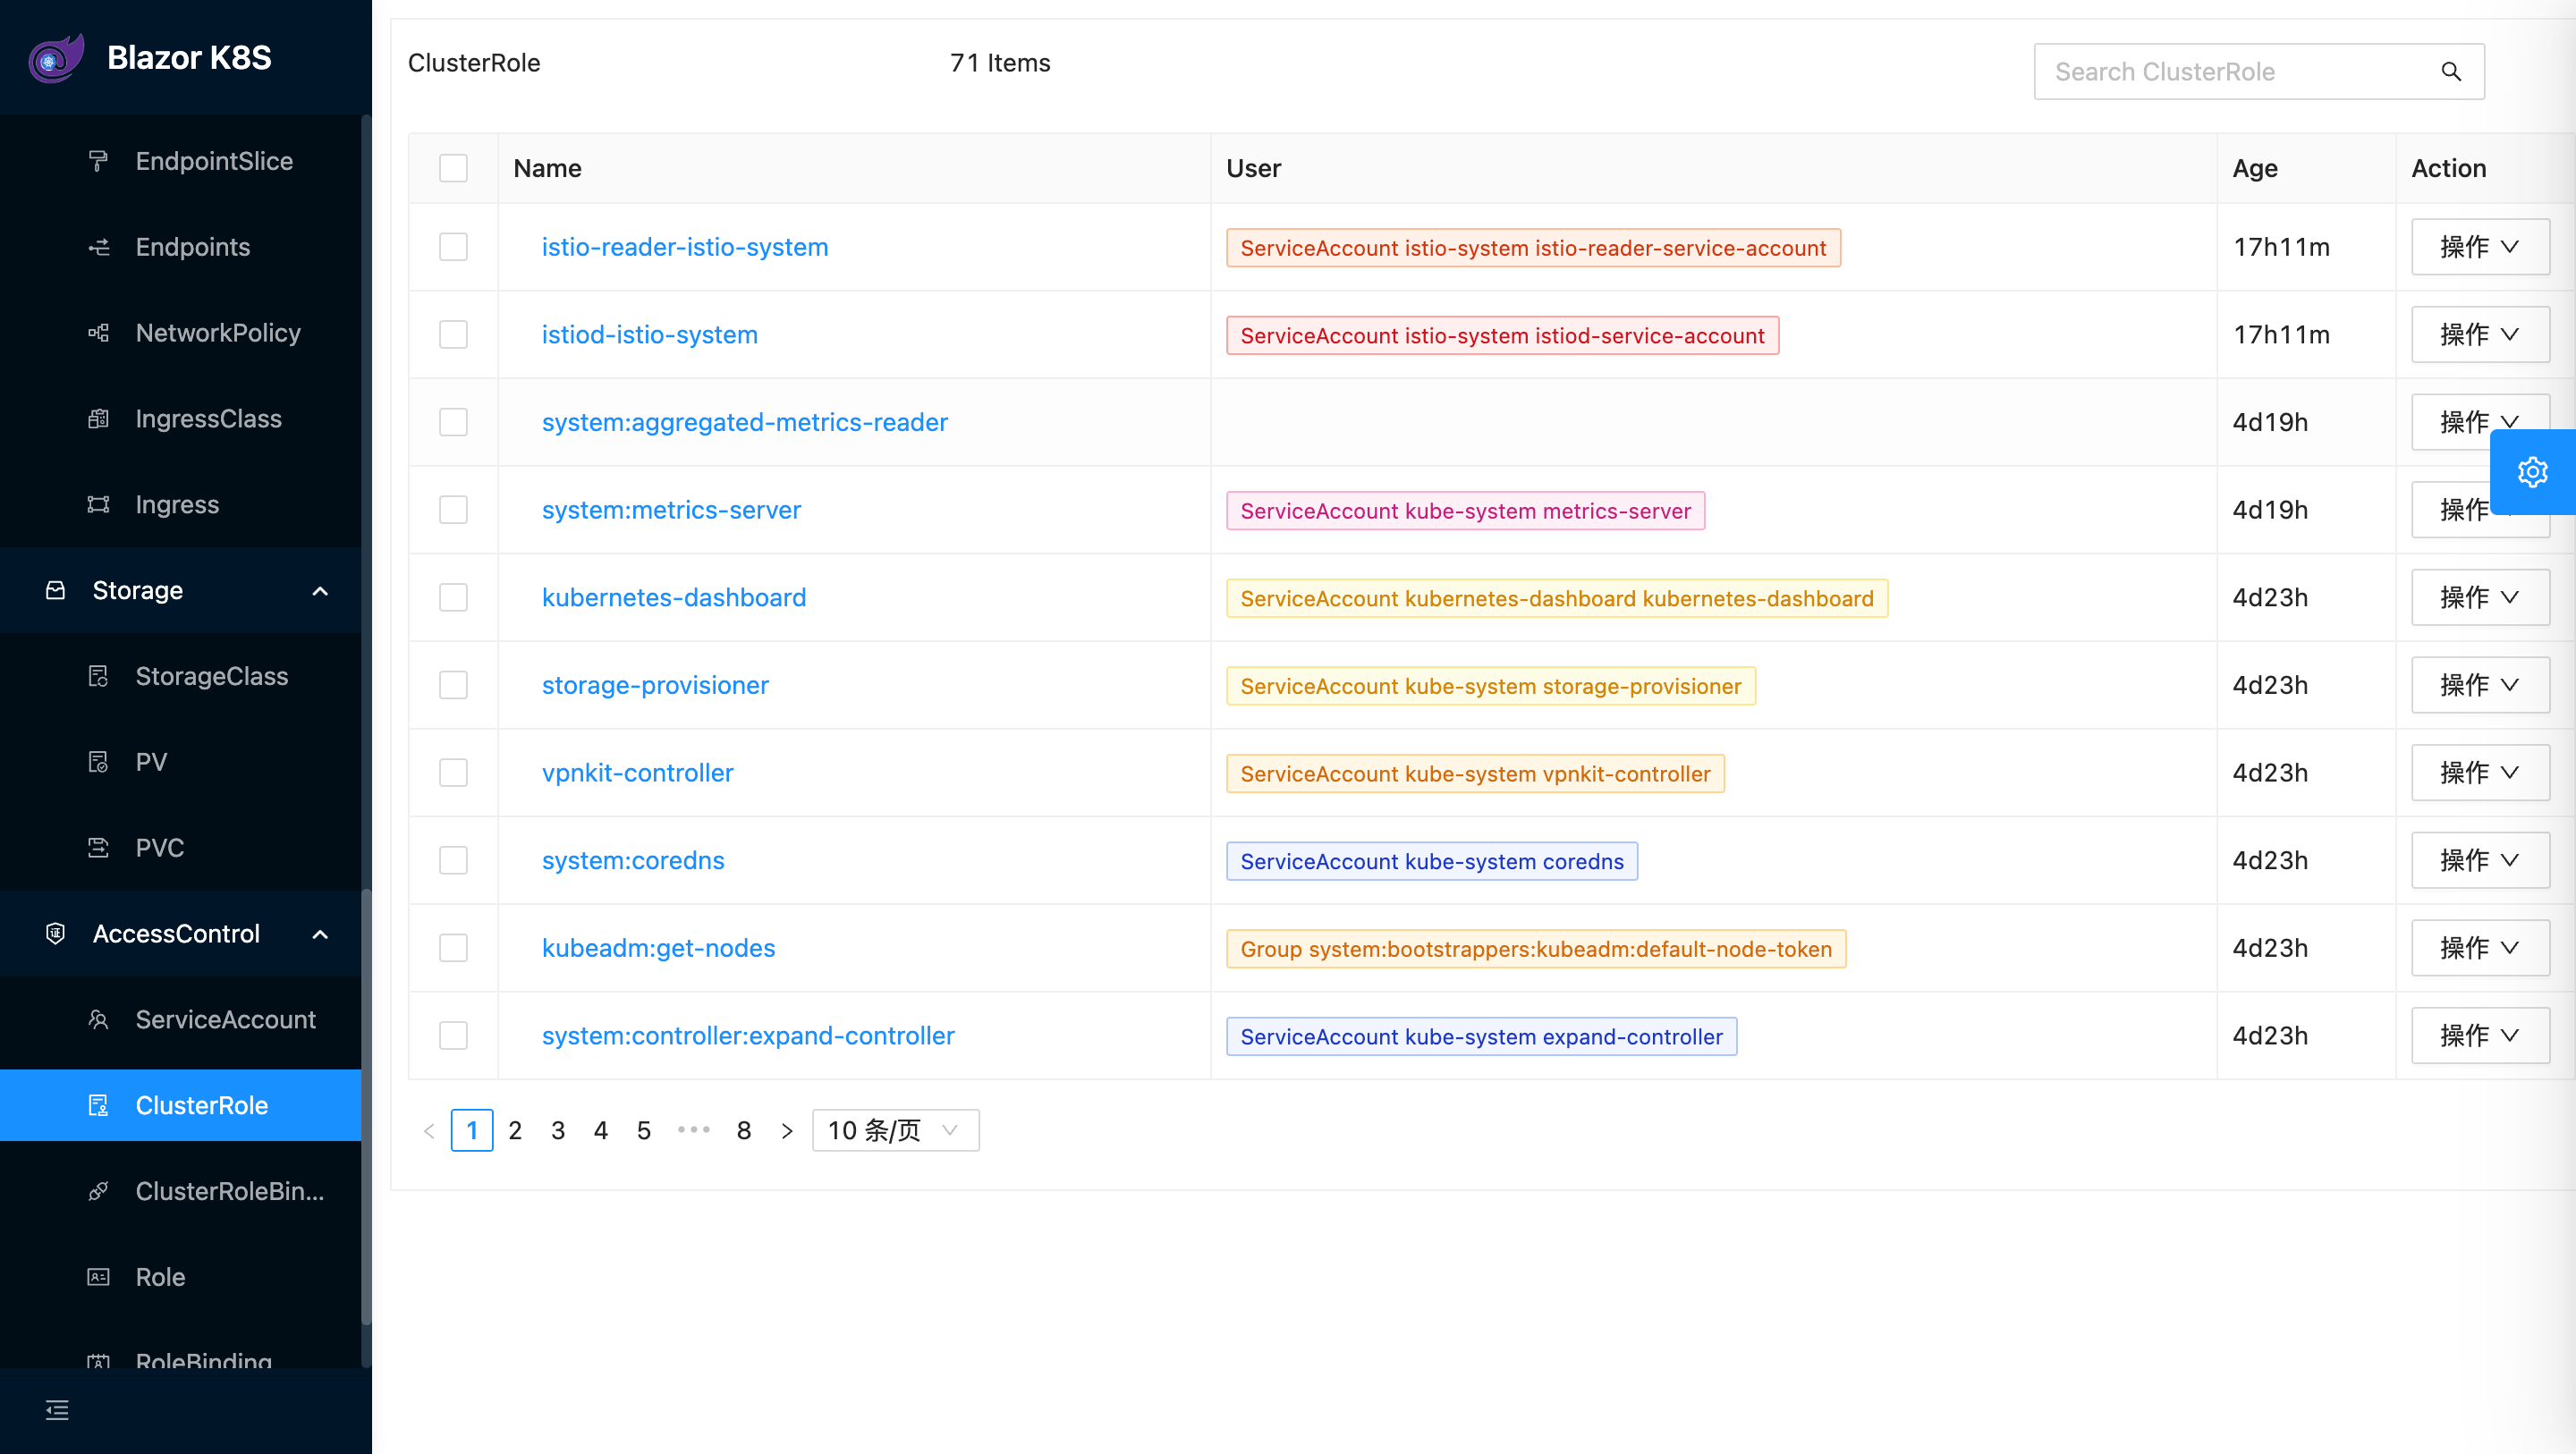 Blazor K8S
EndpointSlice
Endpoints
NetworkPolicy
IngressClass
Ingress
Storage
StorageClass
PV
PVC
AccessControl
ServiceAccount
ClusterRole
ClusterRoleBin...
Role
RoleBinding
ClusterRole 71 Items Search ClusterRole
Name User Age Action
istio-reader-istio-system ServiceAccount istio-system istio-reader-service-account 17h11m 操作
istiod-istio-system ServiceAccount istio-system istiod-service-account 17h11m 操作
system:aggregated-metrics-reader 4d19h 操作
system:metrics-server ServiceAccount kube-system metrics-server 4d19h 操作
kubernetes-dashboard ServiceAccount kubernetes-dashboard kubernetes-dashboard 4d23h 操作
storage-provisioner ServiceAccount kube-system storage-provisioner 4d23h 操作
vpnkit-controller ServiceAccount kube-system vpnkit-controller 4d23h 操作
system:coredns ServiceAccount kube-system coredns 4d23h 操作
kubeadm:get-nodes Group system:bootstrappers:kubeadm:default-node-token 4d23h 操作
system:controller:expand-controller ServiceAccount kube-system expand-controller 4d23h 操作
< 1 2 3 4 5 ••• 8 > 10 条/页